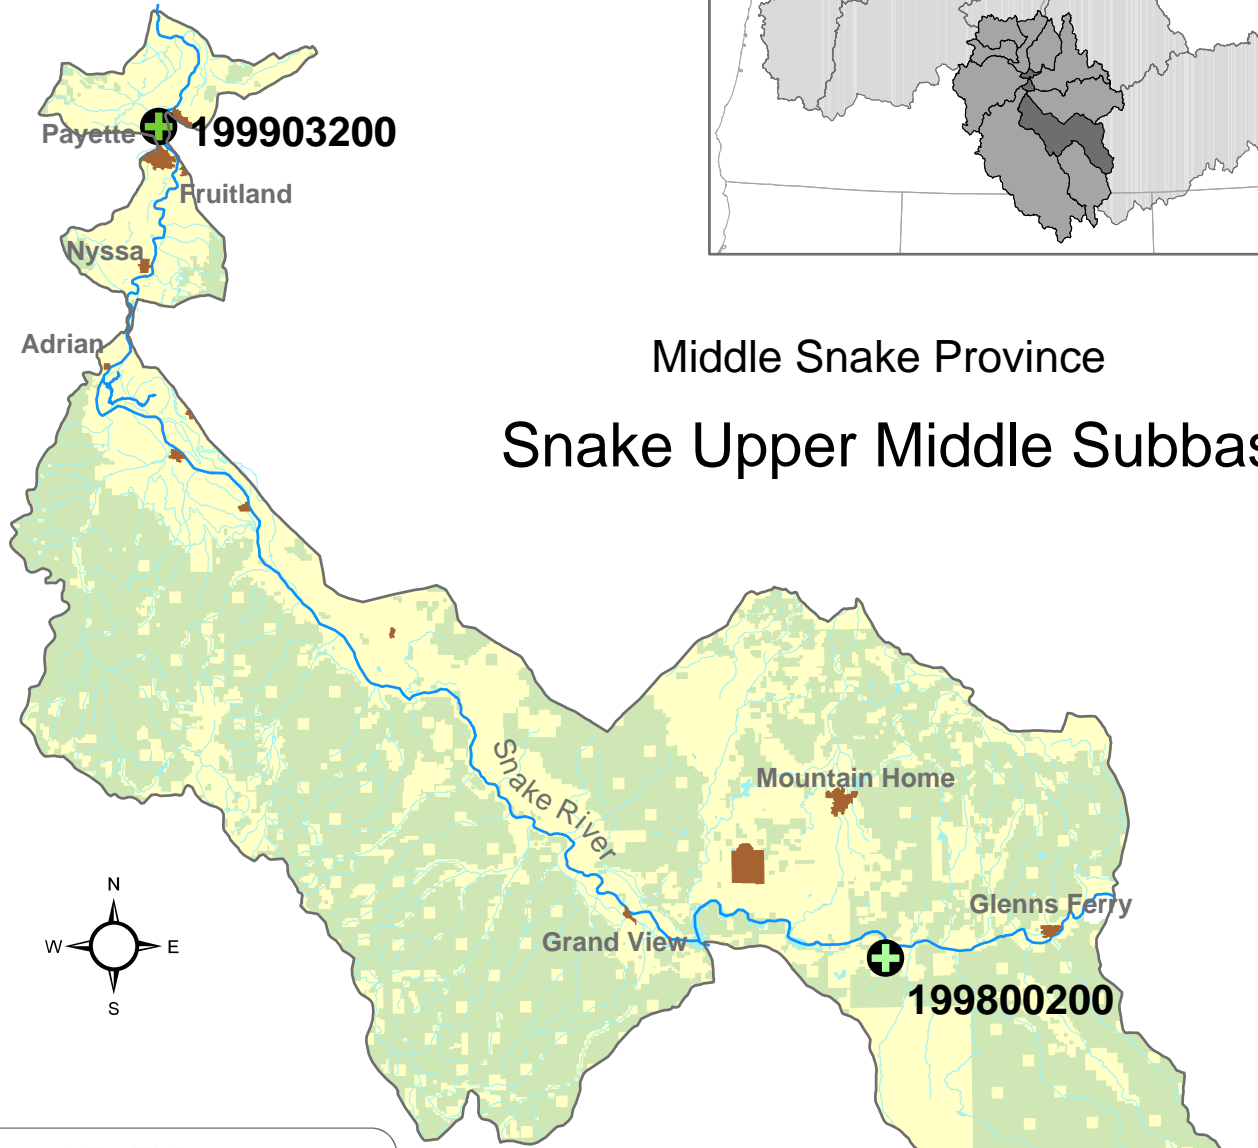 Payette
199903200
Fruitland
Nyssa
Adrian
Middle Snake Province
Snake Upper Middle Subbas
Snake River
Mountain Home
Glenns Ferry
Grand View
199800200
N
W E
S